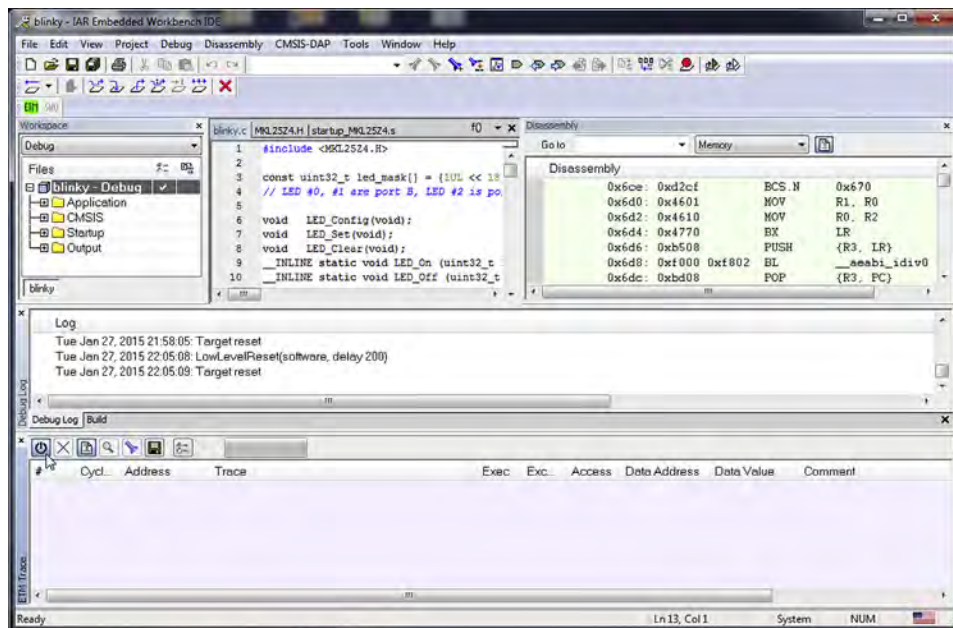 blinky - IAR Embedded Workbench IDE
File Edit View Project Debug Disassembly CMSIS-DAP Tools Window Help
ETM
Workspace
Debug
Files
blinky - Debug
Application
CMSIS
Startup
Output
blinky
blinky.c MKL25Z4.H startup_MKL25Z4.s f()
1 #include <MKL25Z4.H>
2
3 const uint32_t led_mask[] = {1UL << 18
4 // LED #0, #1 are port B, LED #2 is po
5
6 void LED_Config(void);
7 void LED_Set(void);
8 void LED_Clear(void);
9 __INLINE static void LED_On (uint32_t
10 __INLINE static void LED_Off (uint32_t
Disassembly
Go to Memory
Disassembly
0x6ce: 0xd2cf BCS.N 0x670
0x6d0: 0x4601 MOV R1, R0
0x6d2: 0x4610 MOV R0, R2
0x6d4: 0x4770 BX LR
0x6d6: 0xb508 PUSH {R3, LR}
0x6d8: 0xf000 0xf802 BL __aeabi_idiv0
0x6dc: 0xbd08 POP {R3, PC}
Log
Tue Jan 27, 2015 21:58:05: Target reset
Tue Jan 27, 2015 22:05:08: LowLevelReset(software, delay 200)
Tue Jan 27, 2015 22:05:09: Target reset
Debug Log
Debug Log Build
# Cycl... Address Trace Exec Exc... Access Data Address Data Value Comment
ETM Trace
Ready Ln 13, Col 1 System NUM